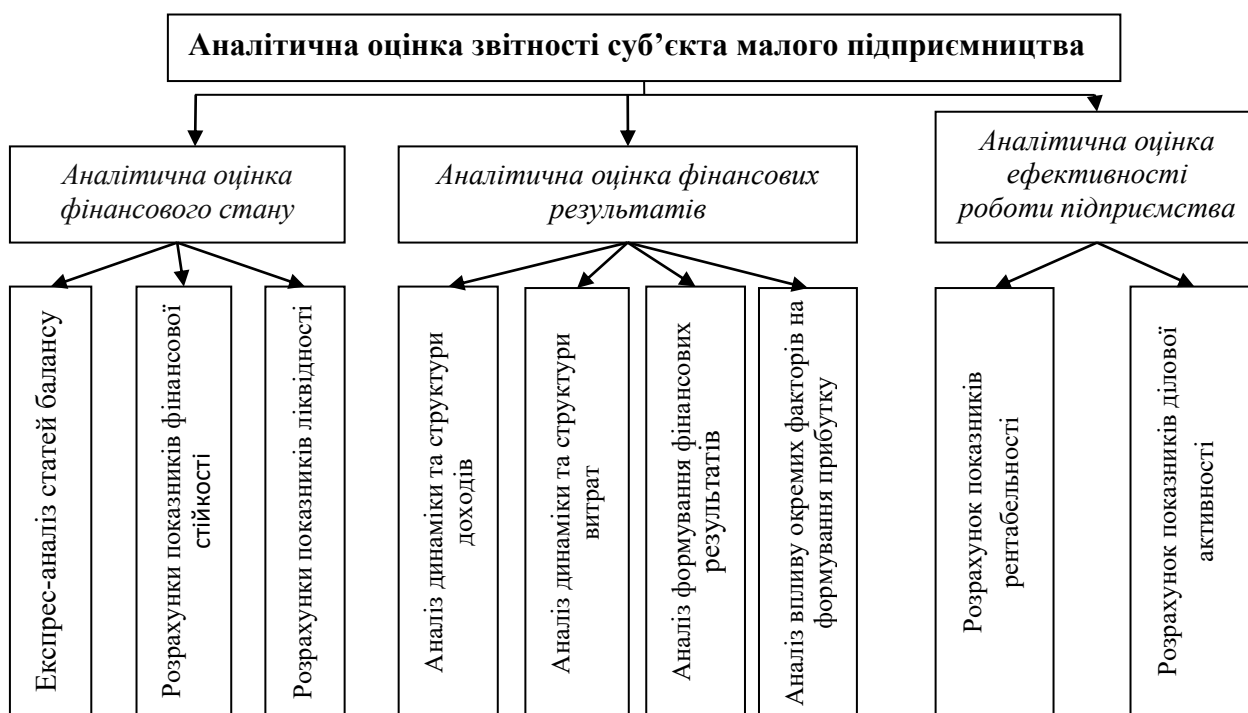 Аналітична оцінка звітності суб’єкта малого підприємництва
Аналітична оцінка
фінансового стану
Аналітична оцінка фінансових
результатів
Аналітична оцінка
ефективності
роботи підприємства
Експрес-аналіз статей балансу
Розрахунки показників фінансової
стійкості
Розрахунки показників ліквідності
Аналіз динаміки та структури
доходів
Аналіз динаміки та структури
витрат
Аналіз формування фінансових
результатів
Аналіз впливу окремих факторів на
формування прибутку
Розрахунок показників
рентабельності
Розрахунок показників ділової
активності